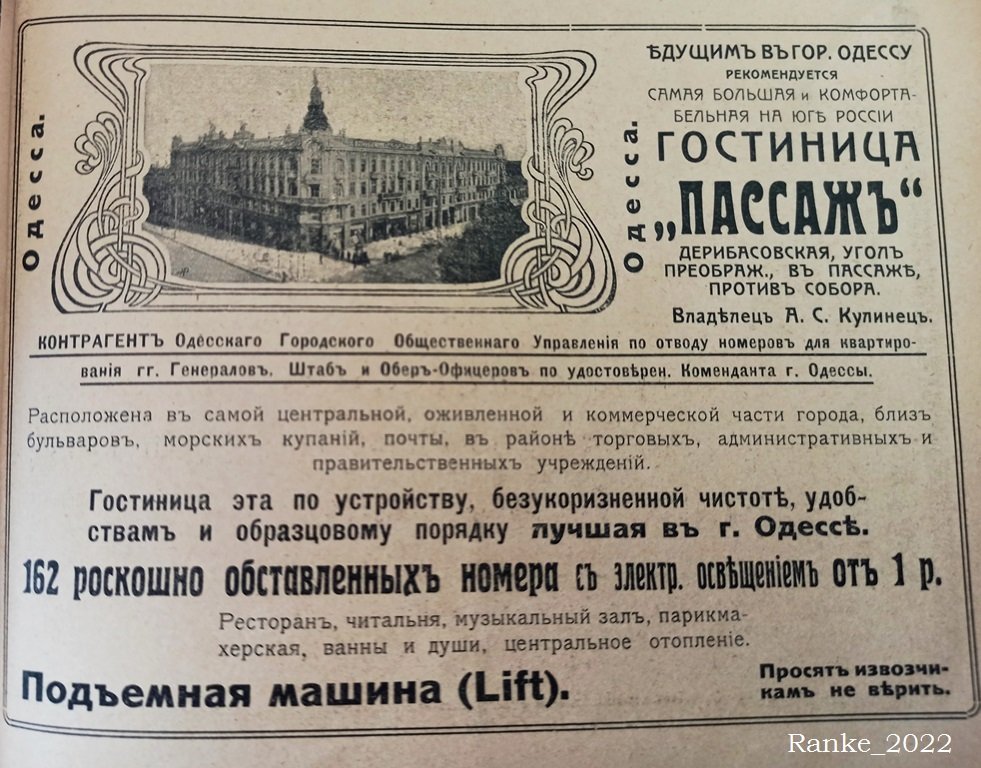 Одесса.
Одесса.
ѢДУЩИМЪ ВЪ ГОР. ОДЕССУ
РЕКОМЕНДУЕТСЯ
САМАЯ БОЛЬШАЯ и КОМФОРТА-
БЕЛЬНАЯ НА ЮГѢ РОССІИ
ГОСТИНИЦА
„ПАССАЖЪ“
ДЕРИБАСОВСКАЯ, УГОЛЪ
ПРЕОБРАЖ., ВЪ ПАССАЖѢ,
ПРОТИВЪ СОБОРА.
Владѣлецъ А. С. Кулинецъ.
КОНТРАГЕНТЪ Одесскаго Городского Общественнаго Управленія по отводу номеровъ для квартиро-
ванія гг. Генераловъ, Штабъ и Оберъ-Офицеровъ по удостовѣрен. Коменданта г. Одессы.
Расположена въ самой центральной, оживленной и коммерческой части города, близъ
бульваровъ, морскихъ купаній, почты, въ районѣ торговыхъ, административныхъ и
правительственныхъ учрежденій.
Гостиница эта по устройству, безукоризненной чистотѣ, удоб-
ствамъ и образцовому порядку лучшая въ г. Одессѣ.
162 роскошно обставленныхъ номера съ электр. освѣщеніемъ отъ 1 р.
Ресторанъ, читальня, музыкальный залъ, парикма-
херская, ванны и души, центральное отопленіе.
Подъемная машина (Lift).
Просятъ извозчи-
камъ не вѣрить.
Ranke_2022